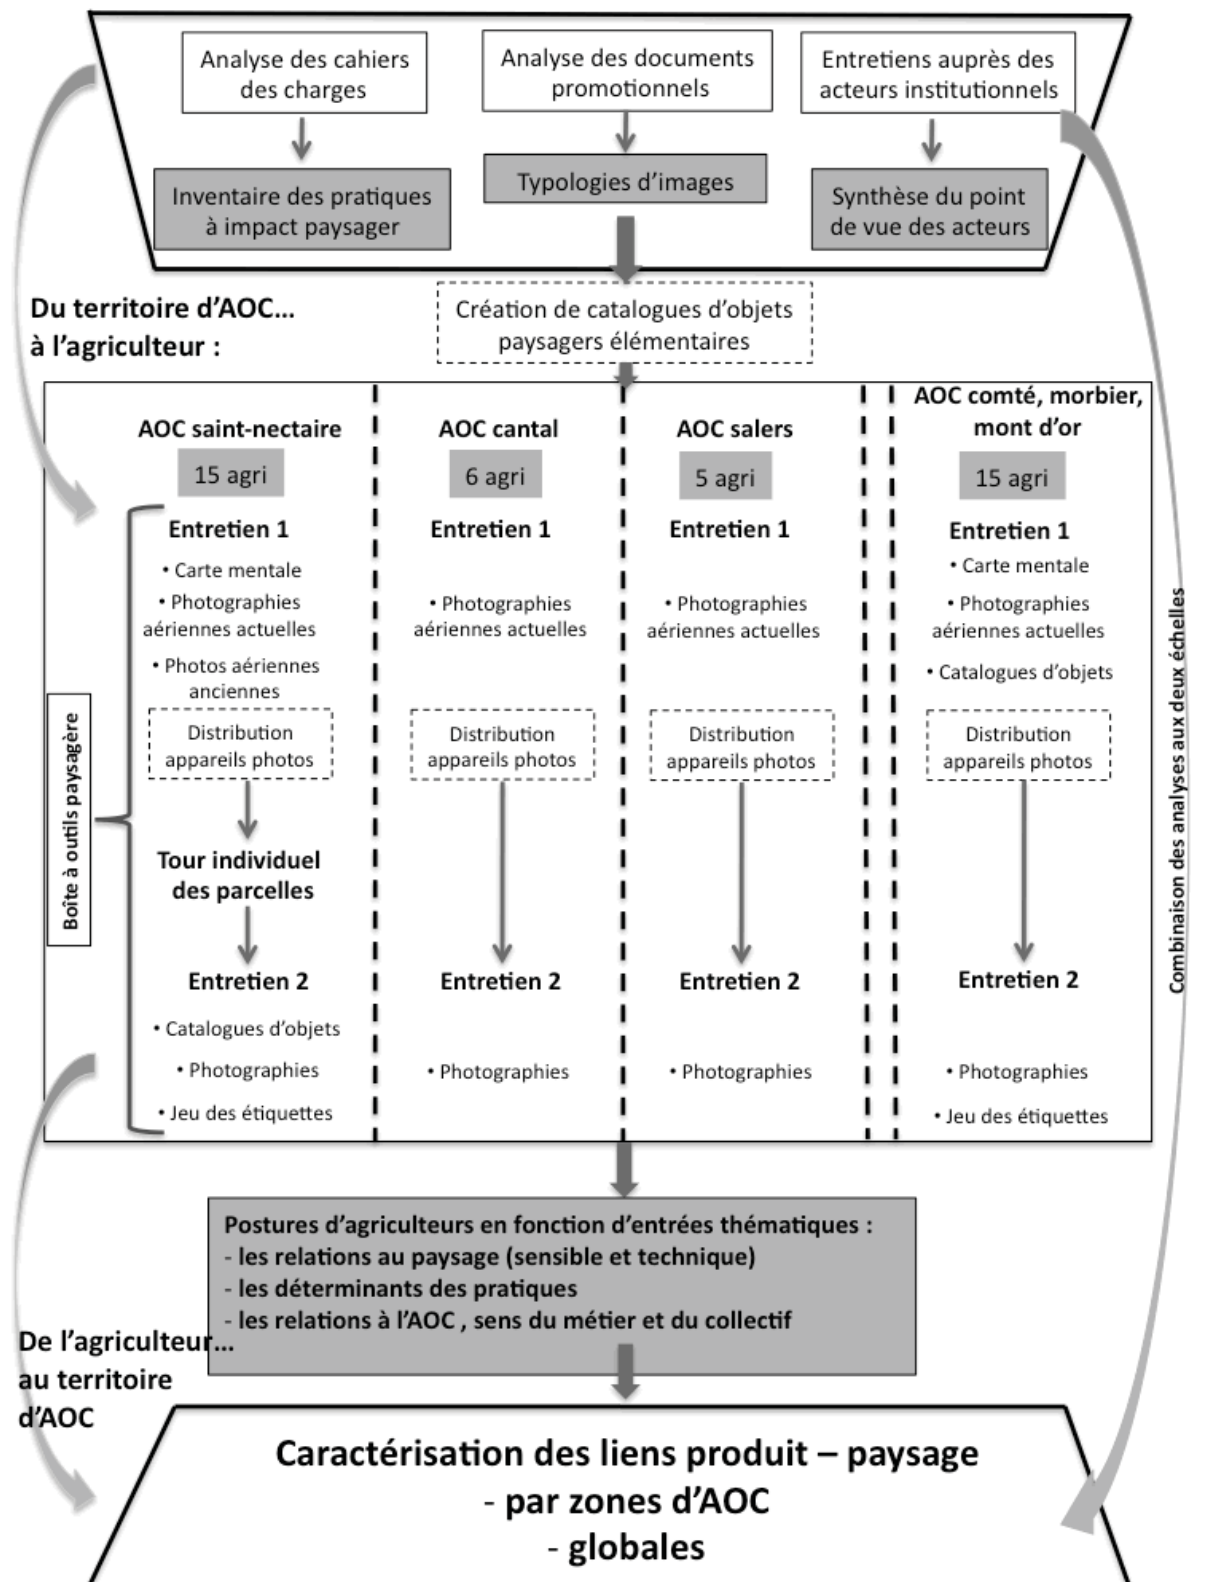 Analyse des cahiers
des charges
Analyse des documents
promotionnels
Entretiens auprès des
acteurs institutionnels
Inventaire des pratiques
à impact paysager
Typologies d'images
Synthèse du point
de vue des acteurs
Du territoire d'AOC...
à l'agriculteur :
Création de catalogues d'objets
paysagers élémentaires
AOC saint-nectaire
15 agri
Entretien 1
• Carte mentale
• Photographies
aériennes actuelles
• Photos aériennes
anciennes
Distribution
appareils photos
Tour individuel
des parcelles
Entretien 2
• Catalogues d'objets
• Photographies
• Jeu des étiquettes
AOC cantal
6 agri
Entretien 1
• Photographies
aériennes actuelles
Distribution
appareils photos
Entretien 2
• Photographies
AOC salers
5 agri
Entretien 1
• Photographies
aériennes actuelles
Distribution
appareils photos
Entretien 2
• Photographies
AOC comté, morbier,
mont d'or
15 agri
Entretien 1
• Carte mentale
• Photographies
aériennes actuelles
• Catalogues d'objets
Distribution
appareils photos
Entretien 2
• Photographies
• Jeu des étiquettes
Boîte à outils paysagère
Combinaison des analyses aux deux échelles
Postures d'agriculteurs en fonction d'entrées thématiques :
- les relations au paysage (sensible et technique)
- les déterminants des pratiques
- les relations à l'AOC , sens du métier et du collectif
De l'agriculteur...
au territoire
d'AOC
Caractérisation des liens produit – paysage
- par zones d'AOC
- globales